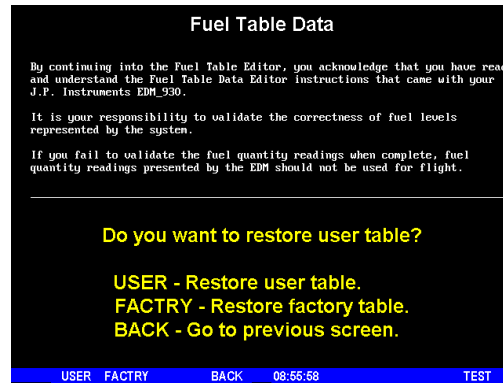 Fuel Table Data
By continuing into the Fuel Table Editor, you acknowledge that you have read
and understand the Fuel Table Data Editor instructions that came with your
J.P. Instruments EDM_930.
It is your responsibility to validate the correctness of fuel levels
represented by the system.
If you fail to validate the fuel quantity readings when complete, fuel
quantity readings presented by the EDM should not be used for flight.
Do you want to restore user table?
USER - Restore user table.
FACTRY - Restore factory table.
BACK - Go to previous screen.
USER FACTRY BACK 08:55:58 TEST